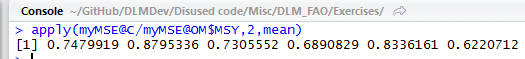 Console ~/GitHub/DLMDev/Disused code/Misc/DLM_FAO/Exercises/
> apply(myMSE@C/myMSE@OM$MSY,2,mean)
[1] 0.7479919 0.8795336 0.7305552 0.6890829 0.8336161 0.6220712